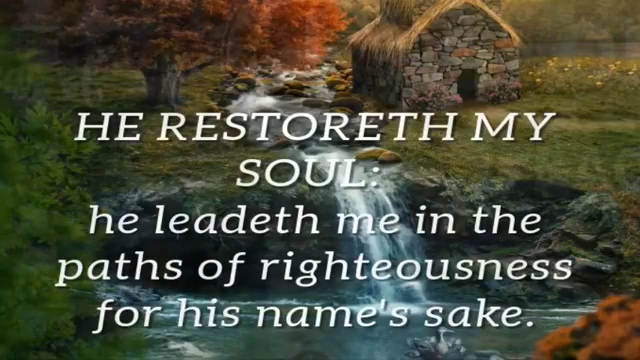 HE RESTORETH MY
SOUL:
he leadeth me in the
paths of righteousness
for his name's sake.